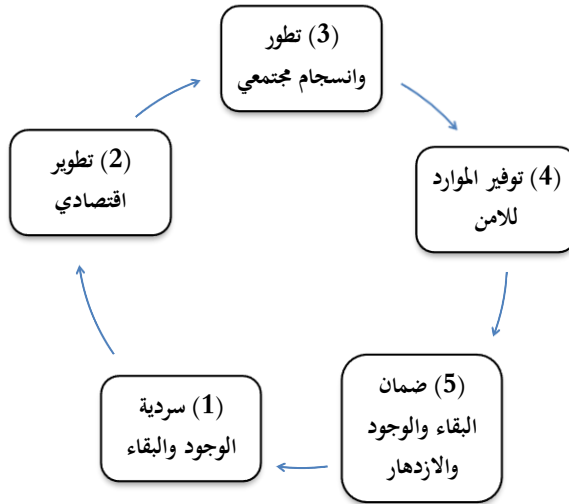 (3) تطور
وانسجام مجتمعي
(2) تطوير
اقتصادي
(4) توفير الموارد
للامن
(5) ضمان
البقاء والوجود
والازدهار
(1) سردية
الوجود والبقاء